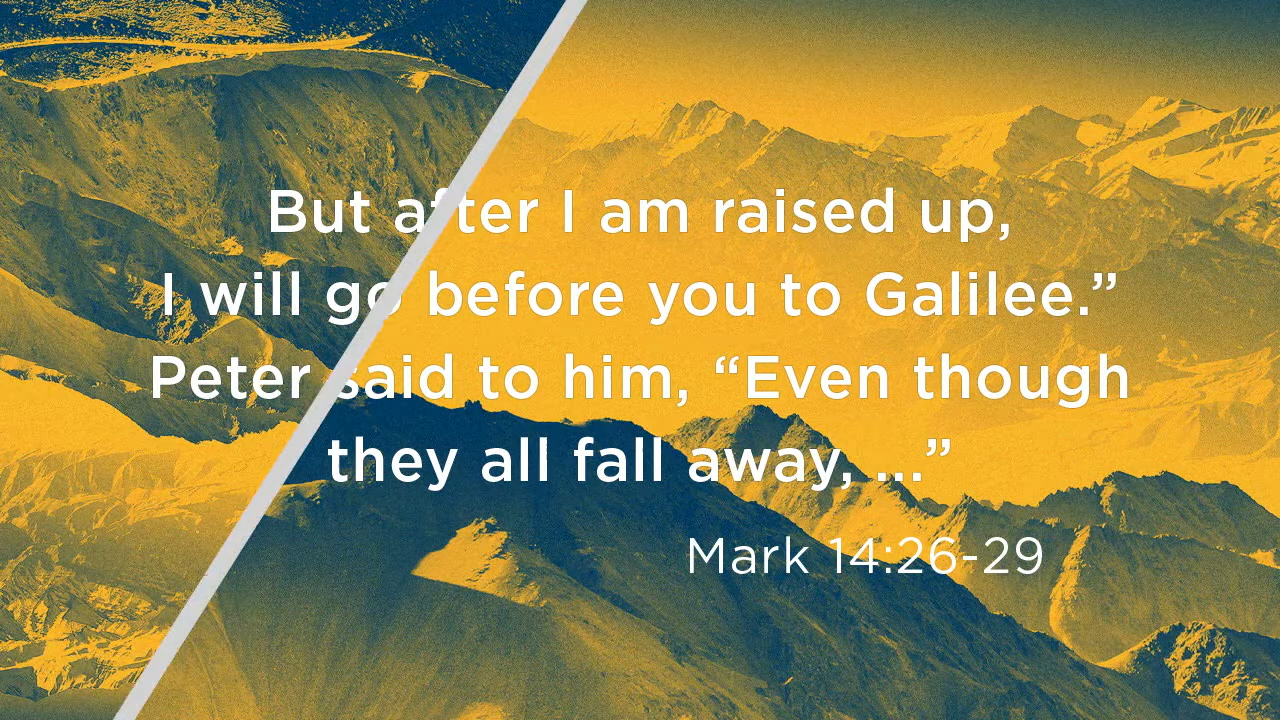 But after I am raised up,
I will go before you to Galilee.”
Peter said to him, “Even though
they all fall away, ...”
Mark 14:26-29